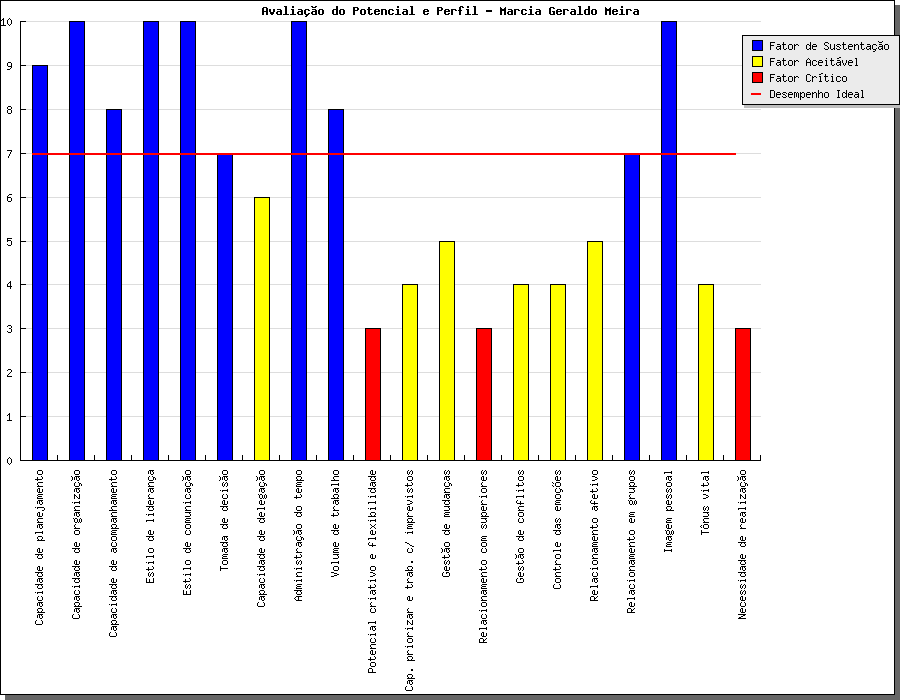 Avaliação do Potencial e Perfil - Marcia Geraldo Meira
10
9
8
7
6
5
4
3
2
1
0
Fator de Sustentação
Fator Aceitável
Fator Crítico
Desempenho Ideal
Capacidade de planejamento
Capacidade de organização
Capacidade de acompanhamento
Estilo de liderança
Estilo de comunicação
Tomada de decisão
Capacidade de delegação
Administração do tempo
Volume de trabalho
Potencial criativo e flexibilidade
Cap. priorizar e trab. c/ imprevistos
Gestão de mudanças
Relacionamento com superiores
Gestão de conflitos
Controle das emoções
Relacionamento afetivo
Relacionamento em grupos
Imagem pessoal
Tônus vital
Necessidade de realização